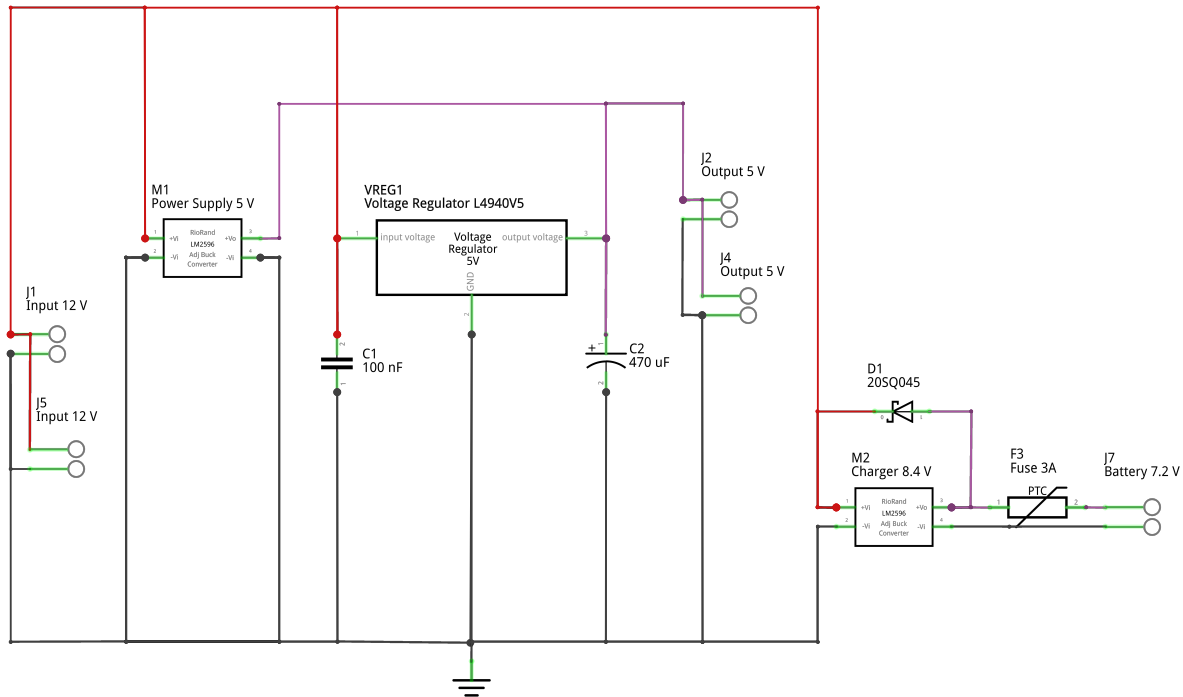 M1
Power Supply 5 V
1
+Vi
2
-Vi
RioRand
LM2596
Adj Buck
Converter
3
+Vo
4
-Vi
VREG1
Voltage Regulator L4940V5
1
input voltage
Voltage
Regulator
5V
output voltage
3
GND
2
J2
Output 5 V
J4
Output 5 V
J1
Input 12 V
J5
Input 12 V
2
C1
100 nF
1
+
1
C2
470 uF
2
D1
20SQ045
M2
Charger 8.4 V
1
+Vi
2
-Vi
RioRand
LM2596
Adj Buck
Converter
3
+Vo
4
-Vi
F3
Fuse 3A
1
PTC
2
J7
Battery 7.2 V